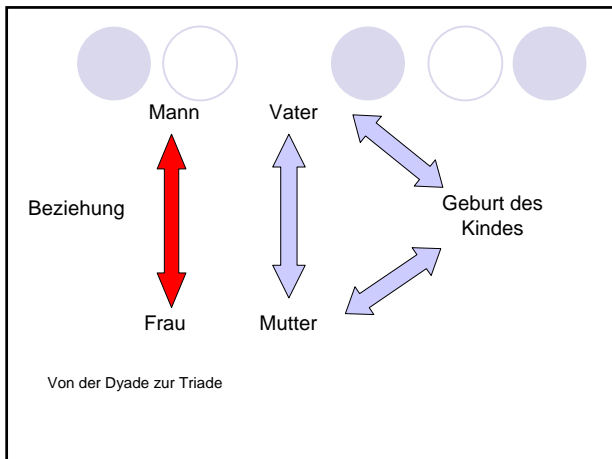 Mann
Vater
Beziehung
Geburt des
Kindes
Frau
Mutter
Von der Dyade zur Triade